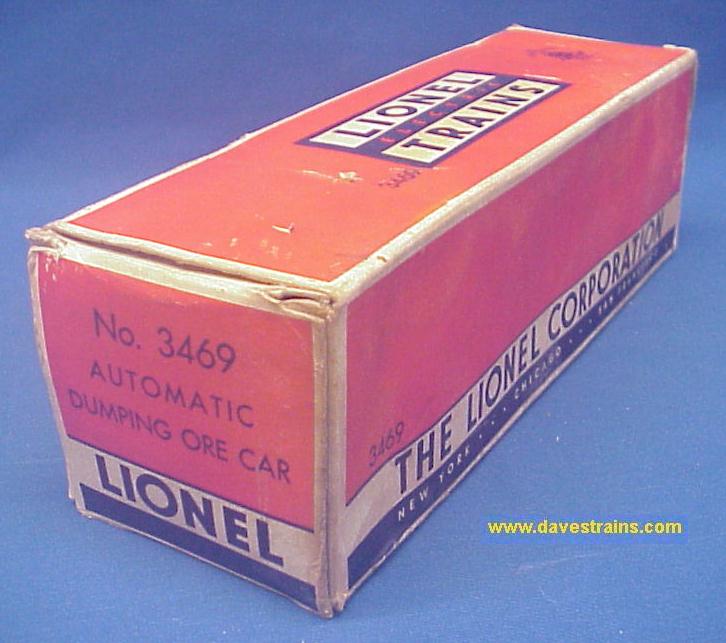 LIONEL
ELECTRIC
TRAINS
3469
No. 3469
AUTOMATIC
DUMPING ORE CAR
LIONEL
3469
THE LIONEL CORPORATION
NEW YORK · · · CHICAGO · · · SAN FRANCISCO
www.davestrains.com